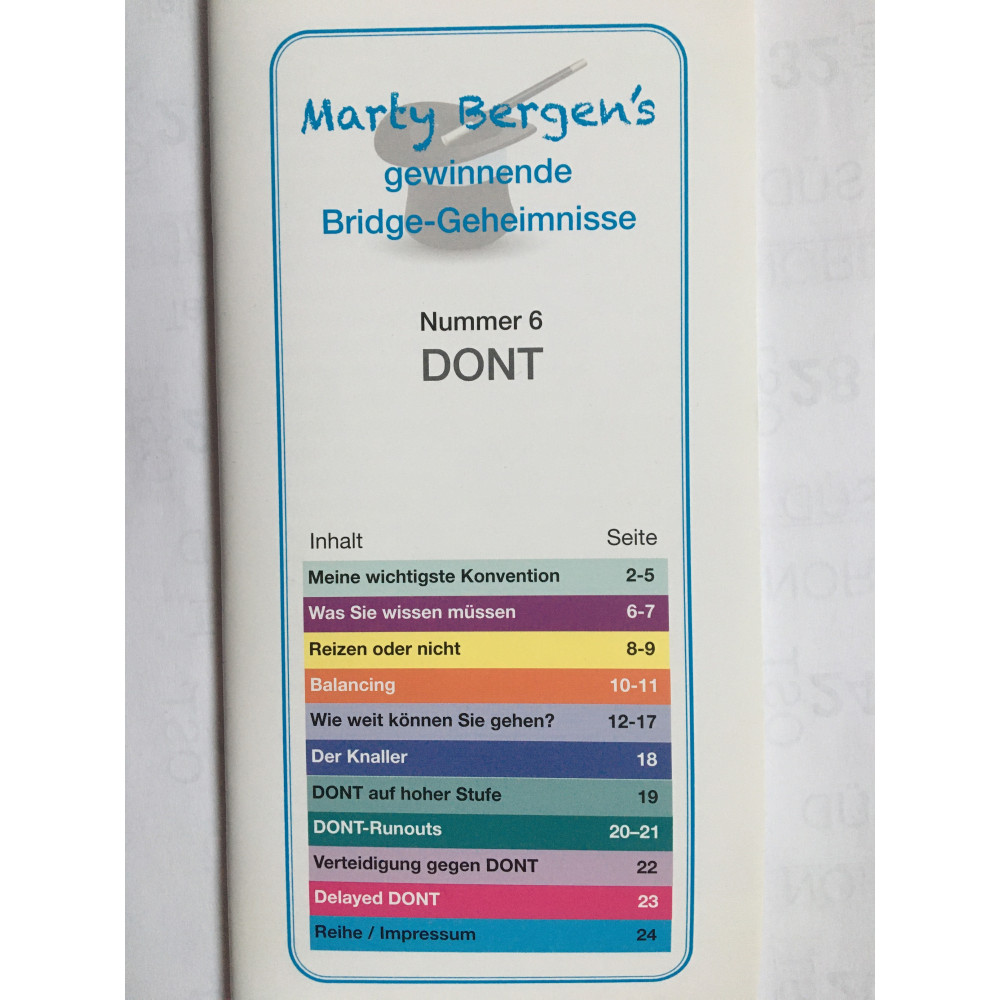 Marty Bergen's
gewinnende
Bridge-Geheimnisse
Nummer 6
DONT
Inhalt Seite
Meine wichtigste Konvention 2-5
Was Sie wissen müssen 6-7
Reizen oder nicht 8-9
Balancing 10-11
Wie weit können Sie gehen? 12-17
Der Knaller 18
DONT auf hoher Stufe 19
DONT-Runouts 20–21
Verteidigung gegen DONT 22
Delayed DONT 23
Reihe / Impressum 24